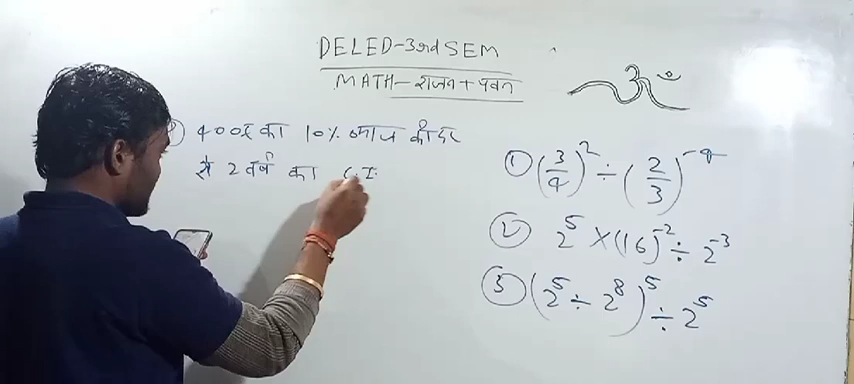 DELED-3rd SEM
MATH-राजन + पवन
400रु का 10% ब्याज की दर
से 2 वर्ष का C.I.
① (3/4)² ÷ (2/3)⁻⁴
② 2⁵ × (16)⁻² ÷ 2⁻³
③ (2⁵ ÷ 2⁸)⁵ ÷ 2⁵